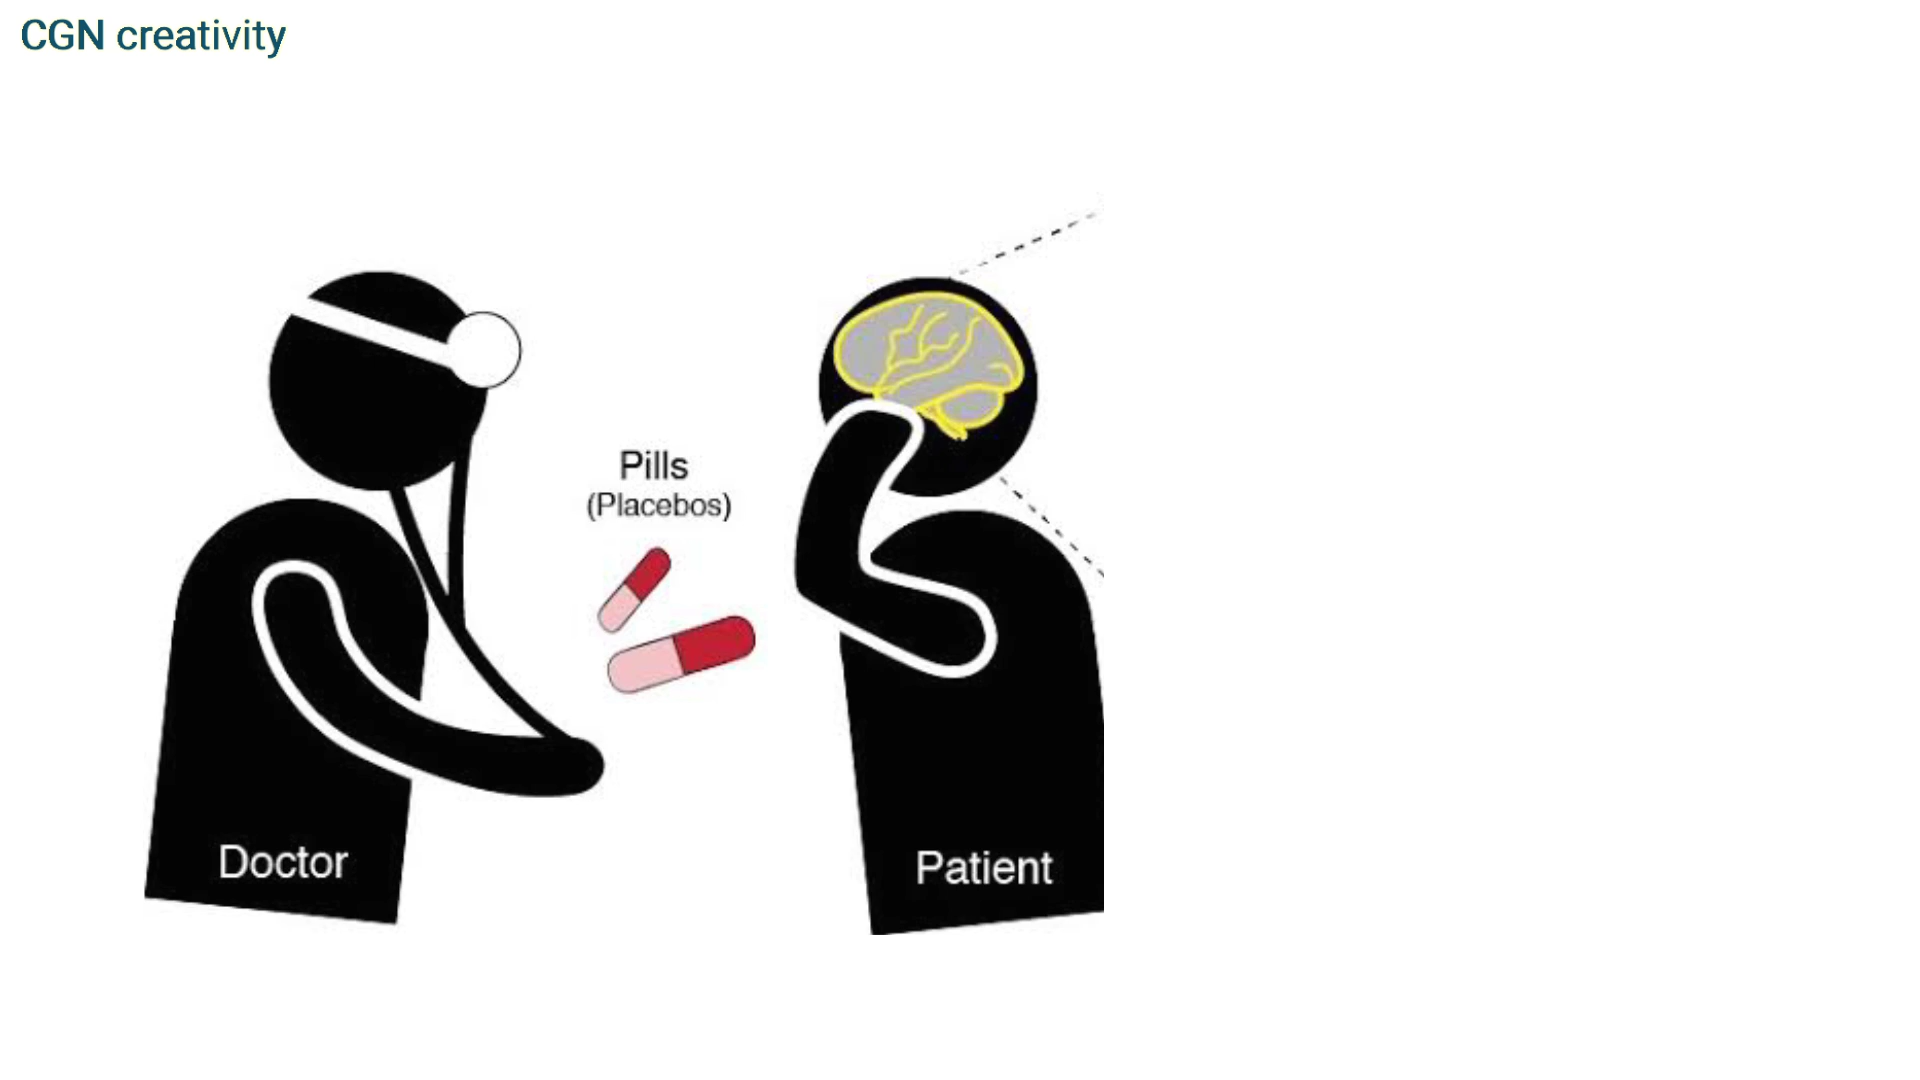 CGN creativity
Pills
(Placebos)
Doctor
Patient